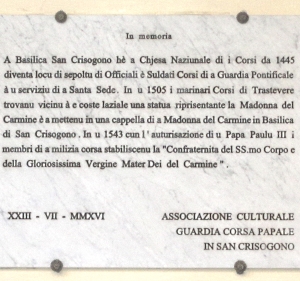 In memoria
A Basilica San Crisogono hè a Chjesa Naziunale di i Corsi da 1445
diventa locu di sepoltu di Officiali è Suldati Corsi di a Guardia Pontificale
à u serviziu di a Santa Sede. In u 1505 i marinari Corsi di Trastevere
trovanu vicinu à e coste laziale una statua riprisentante la Madonna del
Carmine è a mettenu in una cappella di a Madonna del Carmine in Basilica
di San Crisogono. In u 1543 cun l'autorisazione di u Papa Paulu III i
membri di a milizia corsa stabiliscenu la "Confraternita del SS.mo Corpo e
della Gloriosissima Vergine Mater Dei del Carmine".
XXIII - VII - MMXVI
ASSOCIAZIONE CULTURALE
GUARDIA CORSA PAPALE
IN SAN CRISOGONO